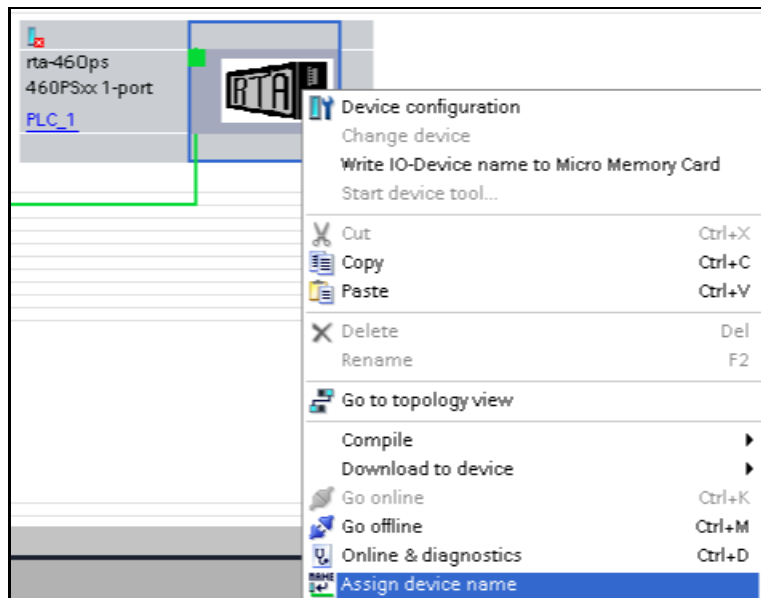 rta-460ps
460PSxx 1-port
PLC_1
RTA
Device configuration
Change device
Write IO-Device name to Micro Memory Card
Start device tool...
Cut Ctrl+X
Copy Ctrl+C
Paste Ctrl+V
Delete Del
Rename F2
Go to topology view
Compile
Download to device
Go online Ctrl+K
Go offline Ctrl+M
Online & diagnostics Ctrl+D
NAME
Assign device name